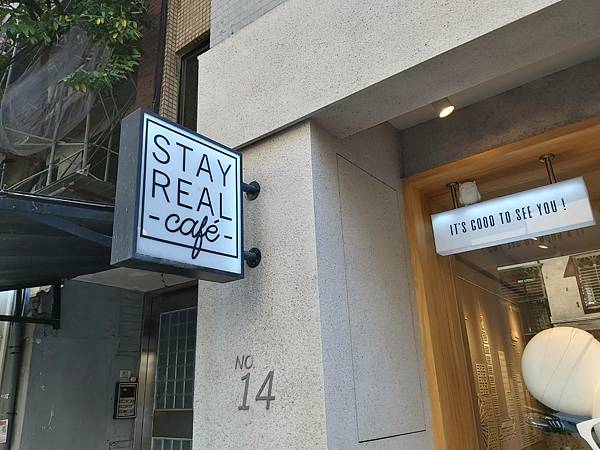 STAY
REAL
-café-
IT'S GOOD TO SEE YOU!
NO.
14